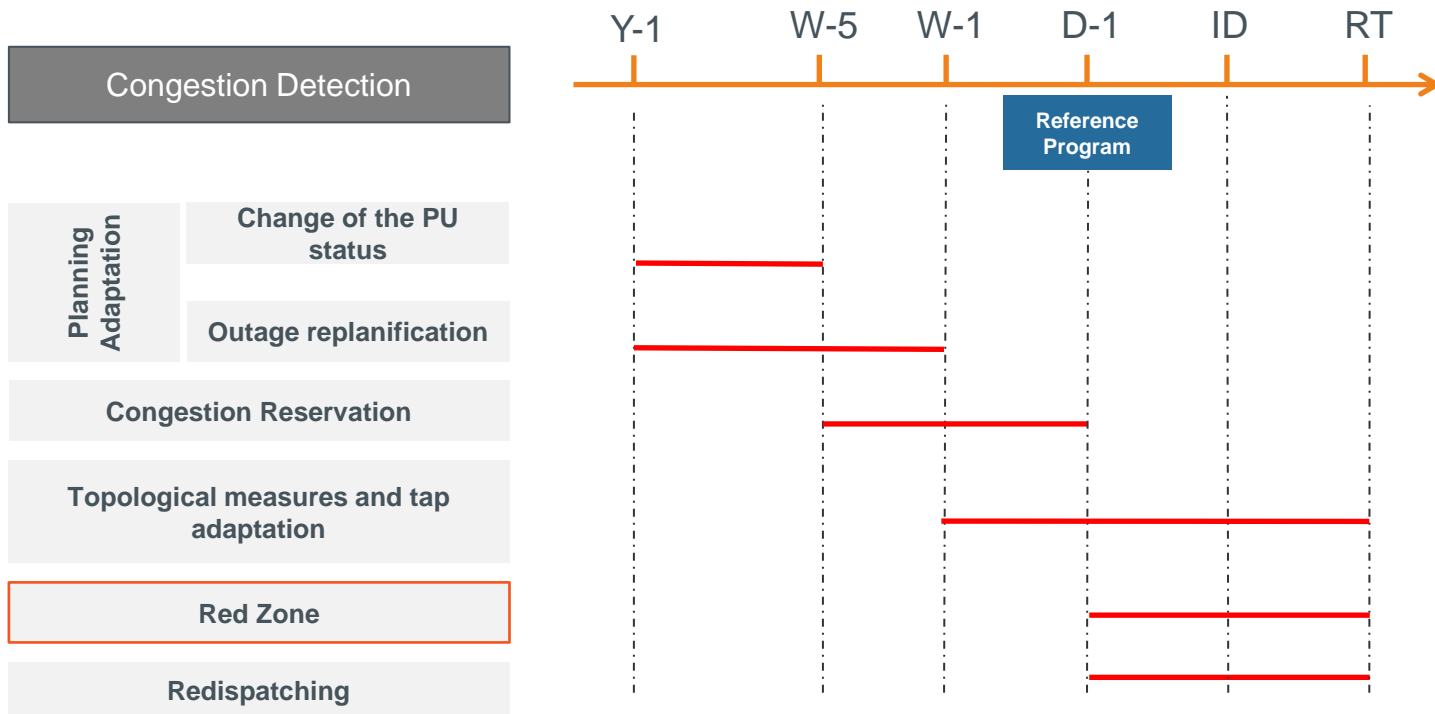 Y-1 W-5 W-1 D-1 ID RT
Congestion Detection
Reference
Program
Planning
Adaptation
Change of the PU
status
Outage replanification
Congestion Reservation
Topological measures and tap
adaptation
Red Zone
Redispatching